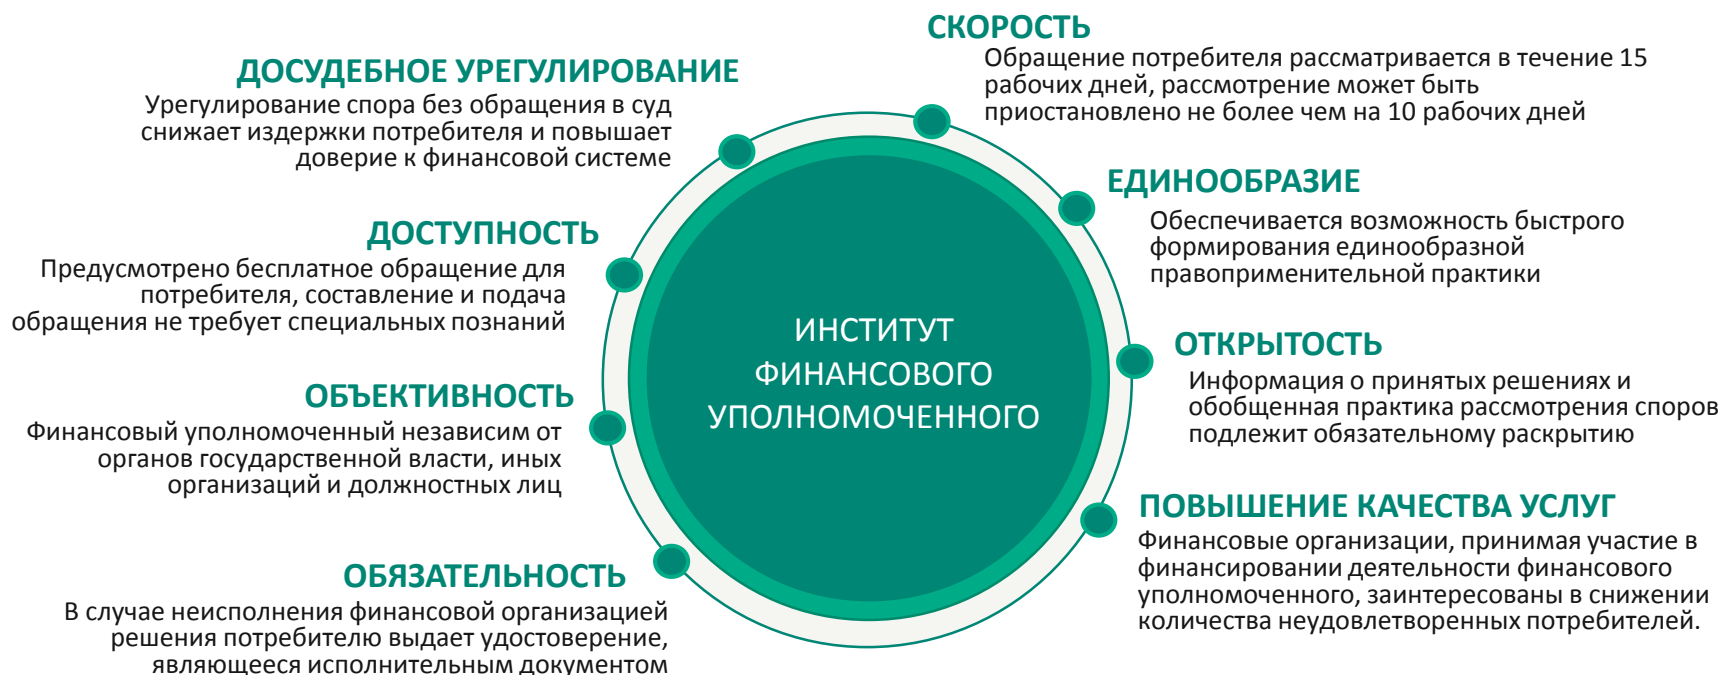 ДОСУДЕБНОЕ УРЕГУЛИРОВАНИЕ
Урегулирование спора без обращения в суд
снижает издержки потребителя и повышает
доверие к финансовой системе
ДОСТУПНОСТЬ
Предусмотрено бесплатное обращение для
потребителя, составление и подача
обращения не требует специальных познаний
ОБЪЕКТИВНОСТЬ
Финансовый уполномоченный независим от
органов государственной власти, иных
организаций и должностных лиц
ОБЯЗАТЕЛЬНОСТЬ
В случае неисполнения финансовой организацией
решения потребителю выдает удостоверение,
являющееся исполнительным документом
ИНСТИТУТ
ФИНАНСОВОГО
УПОЛНОМОЧЕННОГО
СКОРОСТЬ
Обращение потребителя рассматривается в течение 15
рабочих дней, рассмотрение может быть
приостановлено не более чем на 10 рабочих дней
ЕДИНООБРАЗИЕ
Обеспечивается возможность быстрого
формирования единообразной
правоприменительной практики
ОТКРЫТОСТЬ
Информация о принятых решениях и
обобщенная практика рассмотрения споров
подлежит обязательному раскрытию
ПОВЫШЕНИЕ КАЧЕСТВА УСЛУГ
Финансовые организации, принимая участие в
финансировании деятельности финансового
уполномоченного, заинтересованы в снижении
количества неудовлетворенных потребителей.